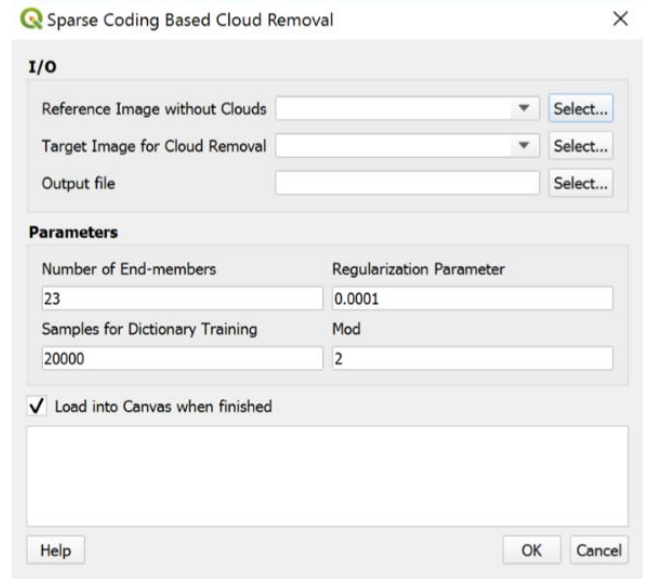 Sparse Coding Based Cloud Removal
I/O
Reference Image without Clouds Select...
Target Image for Cloud Removal Select...
Output file Select...
Parameters
Number of End-members Regularization Parameter
23 0.0001
Samples for Dictionary Training Mod
20000 2
Load into Canvas when finished
Help OK Cancel